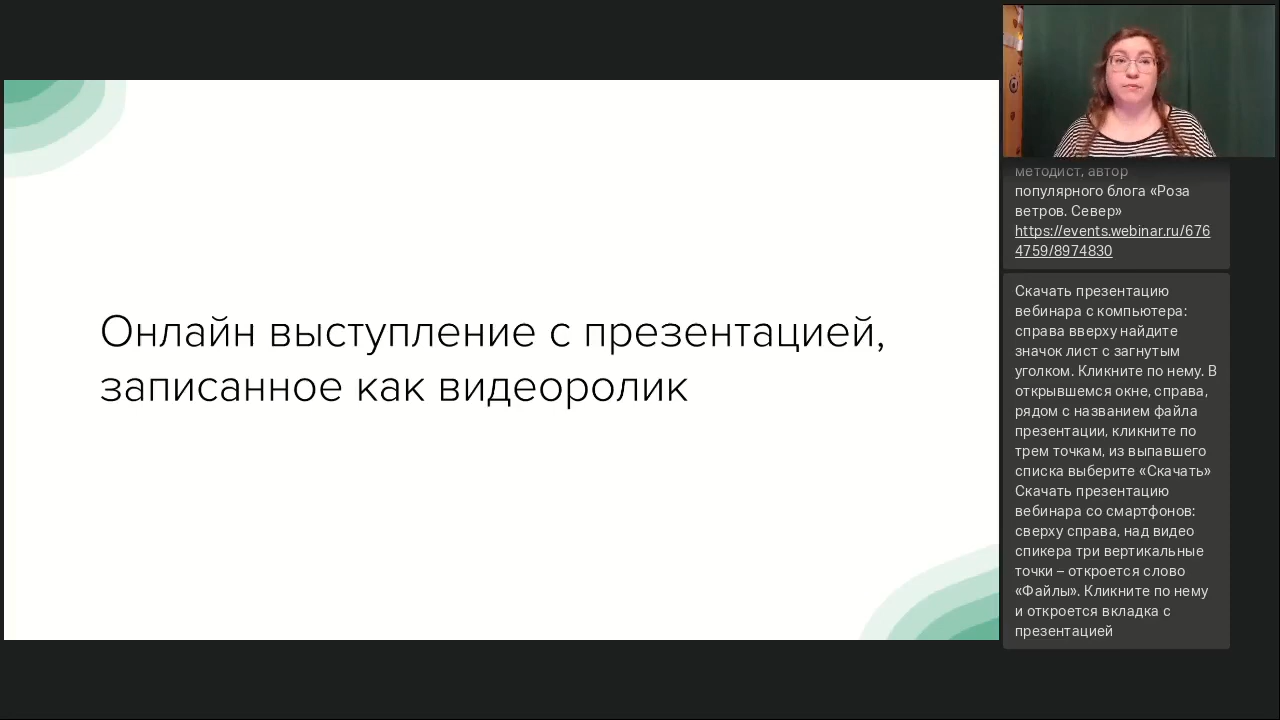 Онлайн выступление с презентацией,
записанное как видеоролик
методист, автор
популярного блога «Роза
ветров. Север»
https://events.webinar.ru/676
4759/8974830
Скачать презентацию
вебинара с компьютера:
справа вверху найдите
значок лист с загнутым
уголком. Кликните по нему. В
открывшемся окне, справа,
рядом с названием файла
презентации, кликните по
трем точкам, из выпавшего
списка выберите «Скачать»
Скачать презентацию
вебинара со смартфонов:
сверху справа, над видео
спикера три вертикальные
точки – откроется слово
«Файлы». Кликните по нему
и откроется вкладка с
презентацией